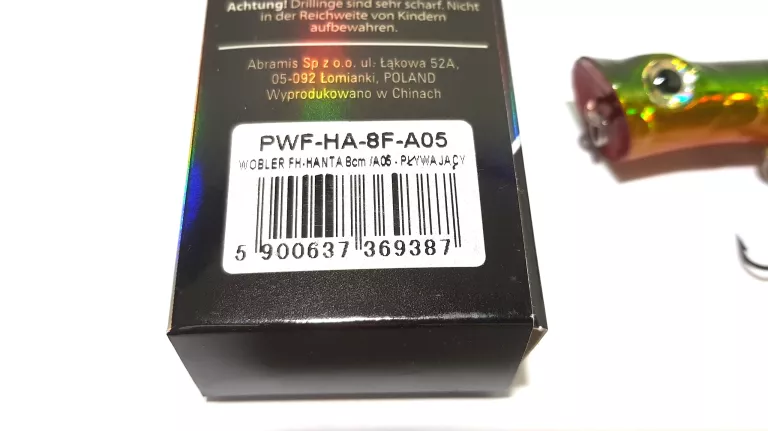 Achtung! Drillinge sind sehr scharf. Nicht
in der Reichweite von Kindern
aufbewahren.
Abramis Sp z o.o. ul. Łąkowa 52A,
05-092 Łomianki, POLAND
Wyprodukowano w Chinach
PWF-HA-8F-A05
WOBLER FH-HANTA 8cm /A05 - PŁYWAJĄCY
5 900637 369387